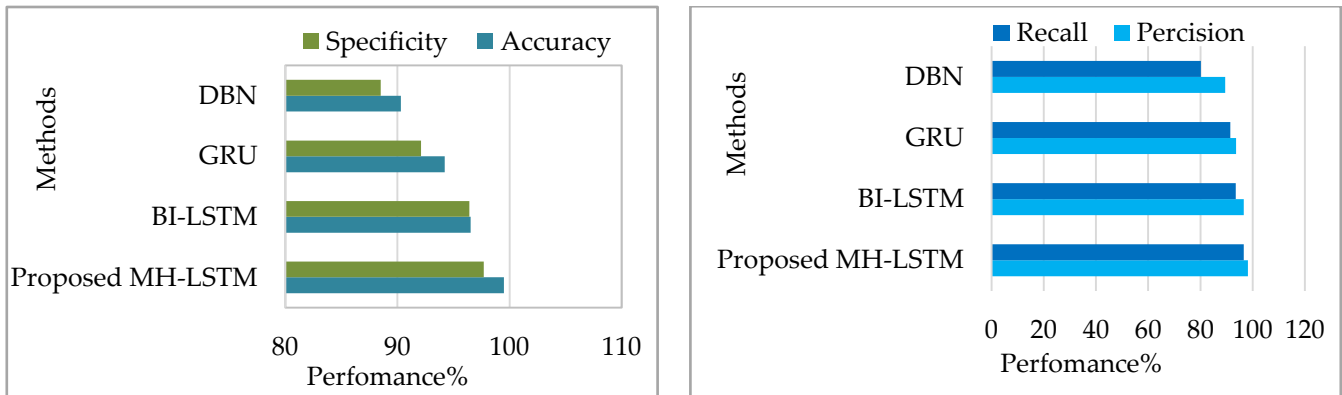 Specificity Accuracy
Methods
DBN
GRU
BI-LSTM
Proposed MH-LSTM
80 90 100 110
Perfomance%
Recall Percision
Methods
DBN
GRU
BI-LSTM
Proposed MH-LSTM
0 20 40 60 80 100 120
Perfomance%